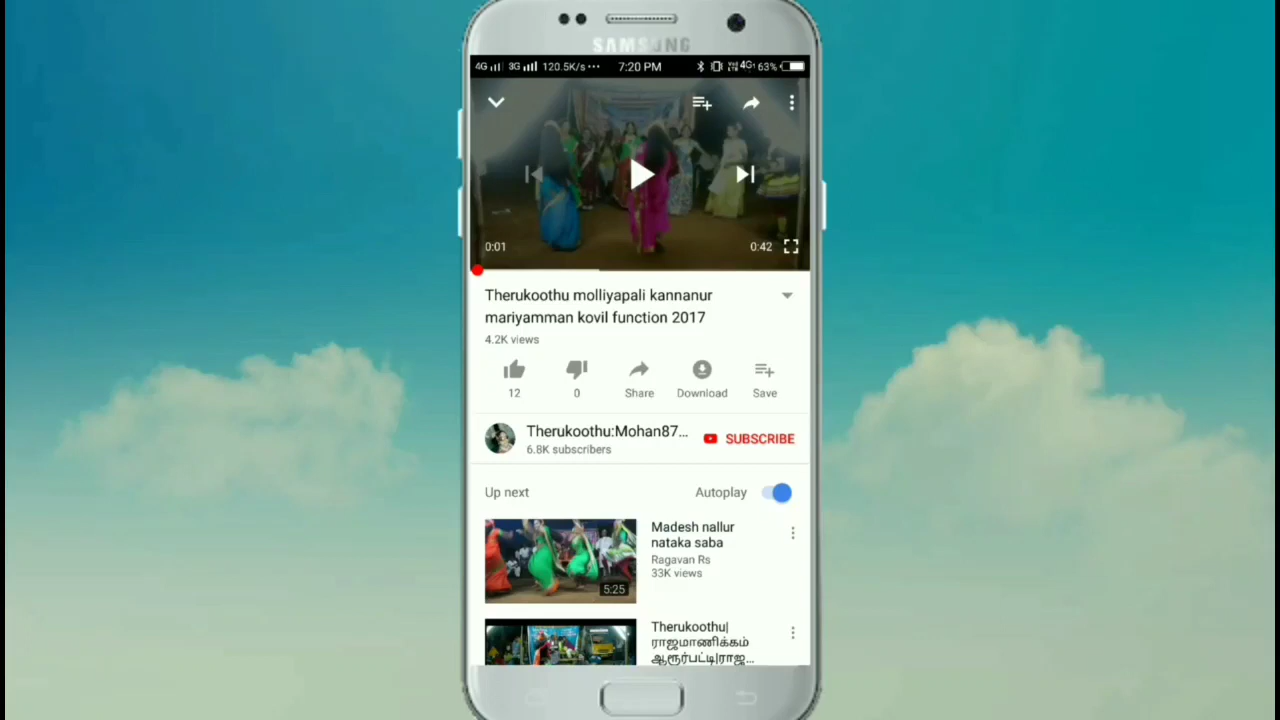 SAMSUNG
4G 3G 120.5K/s... 7:20 PM 4G 63%
0:01 0:42
Therukoothu molliyapali kannanur
mariyamman kovil function 2017
4.2K views
12 0 Share Download Save
Therukoothu:Mohan87... SUBSCRIBE
6.8K subscribers
Up next Autoplay
Madesh nallur
nataka saba
Ragavan Rs
33K views
5:25
Therukoothu|
ராஜமாணிக்கம்
ஆரூர்பட்டி|ராஜ...